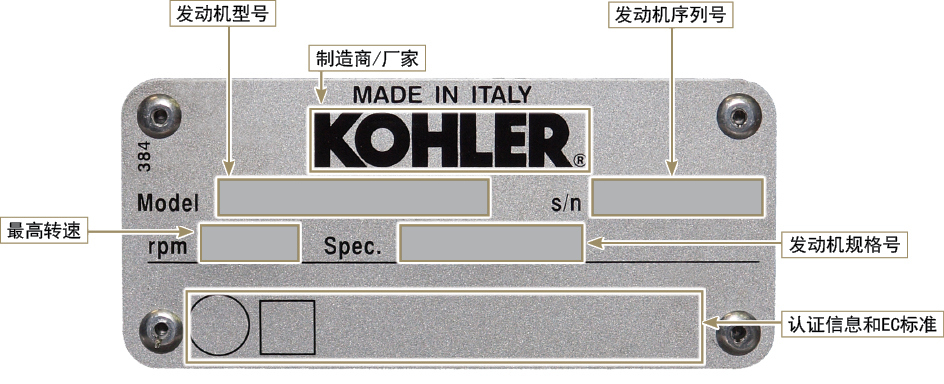 发动机型号
发动机序列号
制造商/厂家
MADE IN ITALY
KOHLER®
384
Model
s/n
最高转速
rpm
Spec.
发动机规格号
认证信息和EC标准